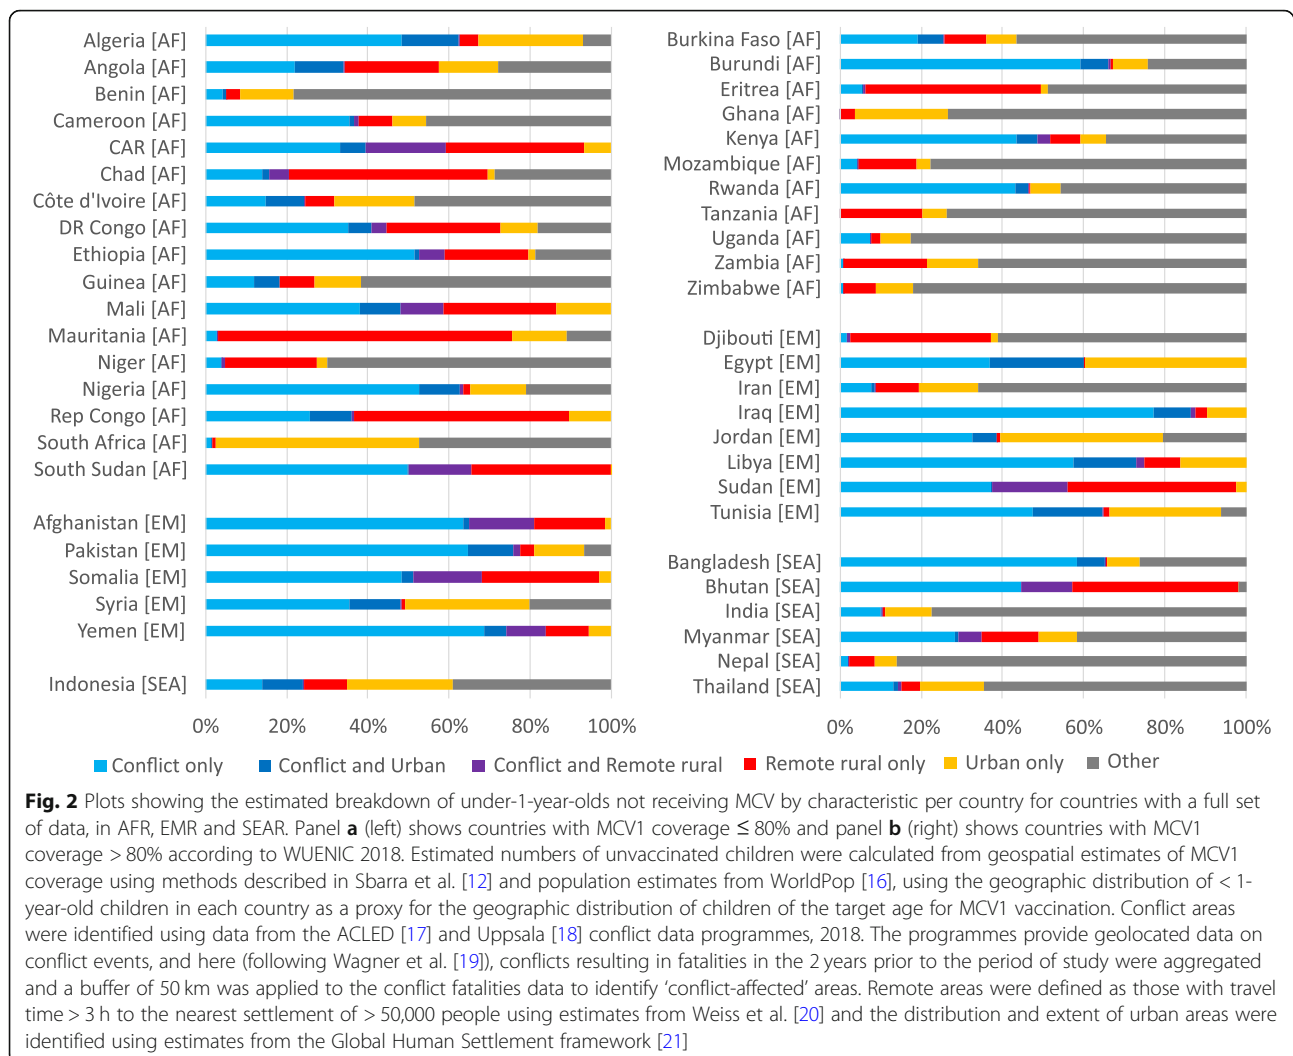 Algeria [AF]
Angola [AF]
Benin [AF]
Cameroon [AF]
CAR [AF]
Chad [AF]
Côte d'Ivoire [AF]
DR Congo [AF]
Ethiopia [AF]
Guinea [AF]
Mali [AF]
Mauritania [AF]
Niger [AF]
Nigeria [AF]
Rep Congo [AF]
South Africa [AF]
South Sudan [AF]
Afghanistan [EM]
Pakistan [EM]
Somalia [EM]
Syria [EM]
Yemen [EM]
Indonesia [SEA]
0% 20% 40% 60% 80% 100%
Burkina Faso [AF]
Burundi [AF]
Eritrea [AF]
Ghana [AF]
Kenya [AF]
Mozambique [AF]
Rwanda [AF]
Tanzania [AF]
Uganda [AF]
Zambia [AF]
Zimbabwe [AF]
Djibouti [EM]
Egypt [EM]
Iran [EM]
Iraq [EM]
Jordan [EM]
Libya [EM]
Sudan [EM]
Tunisia [EM]
Bangladesh [SEA]
Bhutan [SEA]
India [SEA]
Myanmar [SEA]
Nepal [SEA]
Thailand [SEA]
0% 20% 40% 60% 80% 100%
Conflict only Conflict and Urban Conflict and Remote rural Remote rural only Urban only Other
Fig. 2 Plots showing the estimated breakdown of under-1-year-olds not receiving MCV by characteristic per country for countries with a full set
of data, in AFR, EMR and SEAR. Panel a (left) shows countries with MCV1 coverage ≤ 80% and panel b (right) shows countries with MCV1
coverage > 80% according to WUENIC 2018. Estimated numbers of unvaccinated children were calculated from geospatial estimates of MCV1
coverage using methods described in Sbarra et al. [12] and population estimates from WorldPop [16], using the geographic distribution of < 1-
year-old children in each country as a proxy for the geographic distribution of children of the target age for MCV1 vaccination. Conflict areas
were identified using data from the ACLED [17] and Uppsala [18] conflict data programmes, 2018. The programmes provide geolocated data on
conflict events, and here (following Wagner et al. [19]), conflicts resulting in fatalities in the 2 years prior to the period of study were aggregated
and a buffer of 50 km was applied to the conflict fatalities data to identify ‘conflict-affected’ areas. Remote areas were defined as those with travel
time > 3 h to the nearest settlement of > 50,000 people using estimates from Weiss et al. [20] and the distribution and extent of urban areas were
identified using estimates from the Global Human Settlement framework [21]